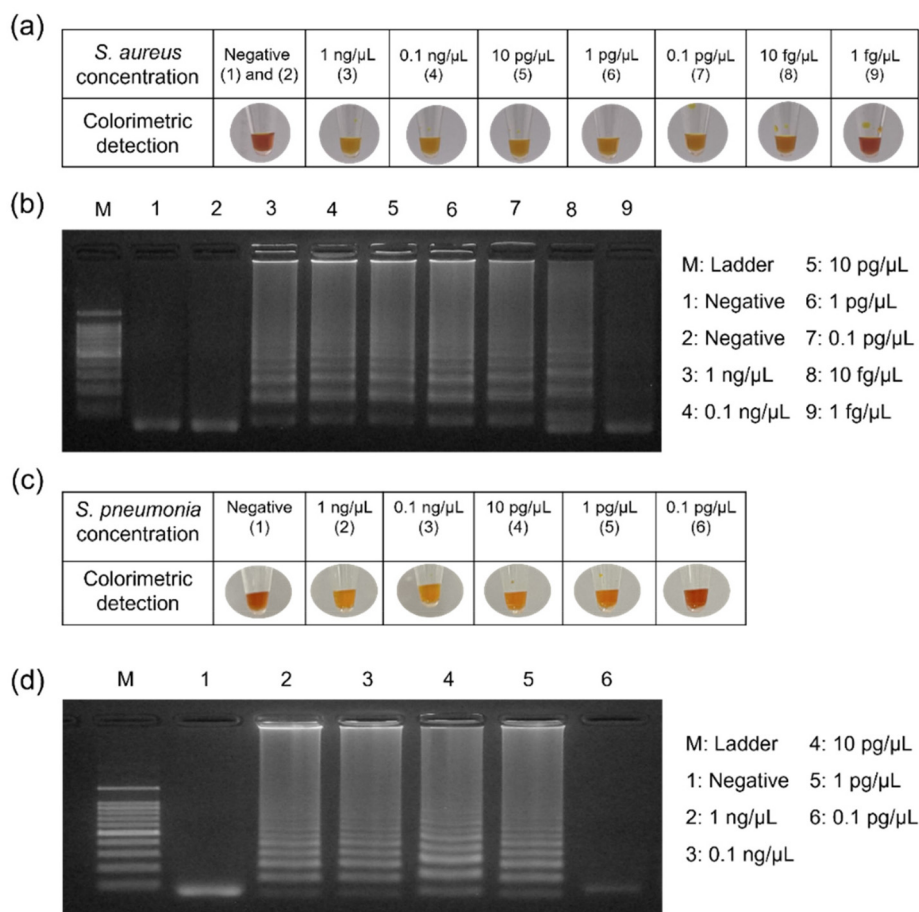 (a)
S. aureus concentration
Negative (1) and (2)
1 ng/µL (3)
0.1 ng/µL (4)
10 pg/µL (5)
1 pg/µL (6)
0.1 pg/µL (7)
10 fg/µL (8)
1 fg/µL (9)
Colorimetric detection
(b)
M 1 2 3 4 5 6 7 8 9
M: Ladder 5: 10 pg/µL
1: Negative 6: 1 pg/µL
2: Negative 7: 0.1 pg/µL
3: 1 ng/µL 8: 10 fg/µL
4: 0.1 ng/µL 9: 1 fg/µL
(c)
S. pneumonia concentration
Negative (1)
1 ng/µL (2)
0.1 ng/µL (3)
10 pg/µL (4)
1 pg/µL (5)
0.1 pg/µL (6)
Colorimetric detection
(d)
M 1 2 3 4 5 6
M: Ladder 4: 10 pg/µL
1: Negative 5: 1 pg/µL
2: 1 ng/µL 6: 0.1 pg/µL
3: 0.1 ng/µL